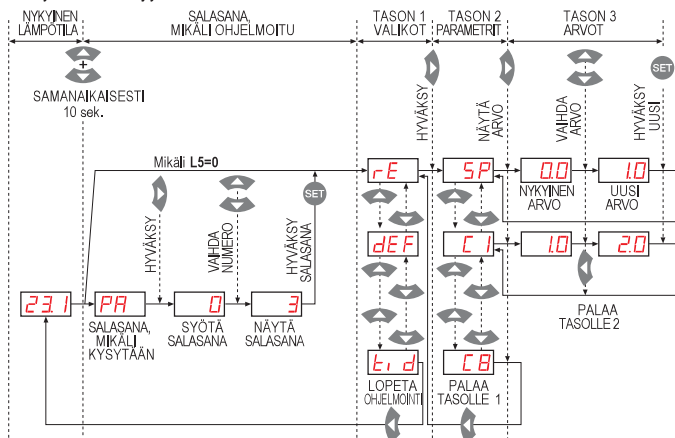 NYKYINEN
LÄMPÖTILA
SALASANA,
MIKÄLI OHJELMOITU
TASON 1
VALIKOT
TASON 2
PARAMETRIT
TASON 3
ARVOT
+
SAMANAIKAISESTI
10 sek.
HYVÄKSY
NÄYTÄ
ARVO
VAIHDA
ARVO
SET
HYVÄKSY
UUSI
Mikäli L5=0
rE
SP
0.0
1.0
NYKYINEN
ARVO
UUSI
ARVO
HYVÄKSY
VAIHDA
NUMERO
SET
HYVÄKSY
SALASANA
dEF
C1
1.0
2.0
23.1
PA
0
3
SALASANA,
MIKÄLI
KYSYTÄÄN
SYÖTÄ
SALASANA
NÄYTÄ
SALASANA
PALAA
TASOLLE 2
tid
C8
LOPETA
OHJELMOINTI
PALAA
TASOLLE 1